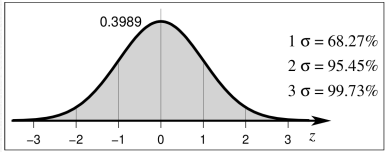 0.3989
1 σ = 68.27%
2 σ = 95.45%
3 σ = 99.73%
−3 −2 −1 0 1 2 3 z